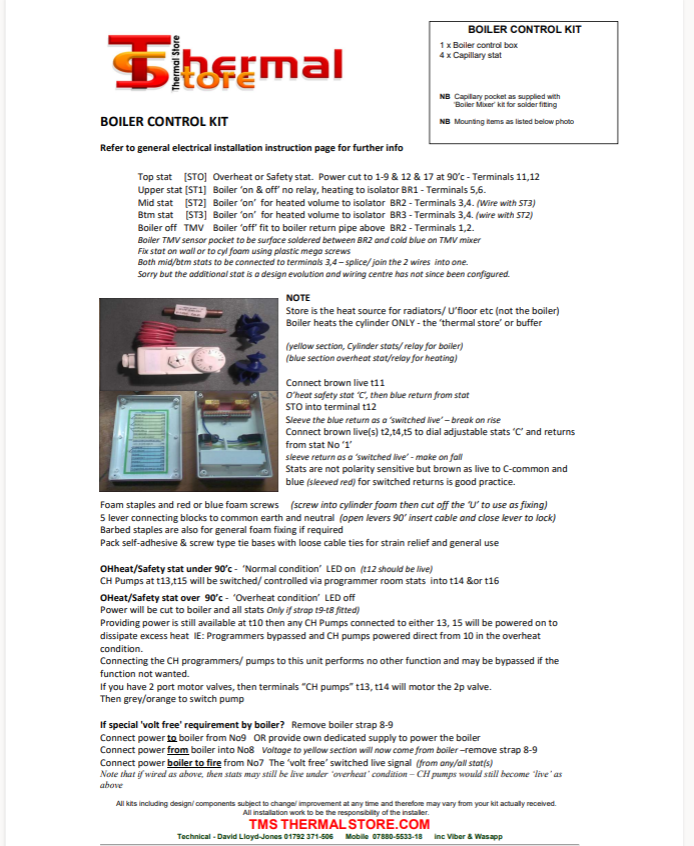 Thermal Store
Thermal
Store
BOILER CONTROL KIT
1 x Boiler control box
4 x Capillary stat
NB Capillary pocket as supplied with
'Boiler Mixer' kit for solder fitting
NB Mounting items as listed below photo
BOILER CONTROL KIT
Refer to general electrical installation instruction page for further info
Top stat [STO] Overheat or Safety stat. Power cut to 1-9 & 12 & 17 at 90'c - Terminals 11,12
Upper stat [ST1] Boiler 'on & off' no relay, heating to isolator BR1 - Terminals 5,6.
Mid stat [ST2] Boiler 'on' for heated volume to isolator BR2 - Terminals 3,4. (Wire with ST3)
Btm stat [ST3] Boiler 'on' for heated volume to isolator BR3 - Terminals 3,4. (wire with ST2)
Boiler off TMV Boiler 'off' fit to boiler return pipe above BR2 - Terminals 1,2.
Boiler TMV sensor pocket to be surface soldered between BR2 and cold blue on TMV mixer
Fix stat on wall or to cyl foam using plastic mega screws
Both mid/btm stats to be connected to terminals 3,4 – splice/ join the 2 wires into one.
Sorry but the additional stat is a design evolution and wiring centre has not since been configured.
NOTE
Store is the heat source for radiators/ U'floor etc (not the boiler)
Boiler heats the cylinder ONLY - the 'thermal store' or buffer
(yellow section, Cylinder stats/ relay for boiler)
(blue section overheat stat/relay for heating)
Connect brown live t11
O'heat safety stat 'C', then blue return from stat
STO into terminal t12
Sleeve the blue return as a 'switched live' – break on rise
Connect brown live(s) t2,t4,t5 to dial adjustable stats 'C' and returns
from stat No '1'
sleeve return as a 'switched live' - make on fall
Stats are not polarity sensitive but brown as live to C-common and
blue (sleeved red) for switched returns is good practice.
Foam staples and red or blue foam screws (screw into cylinder foam then cut off the 'U' to use as fixing)
5 lever connecting blocks to common earth and neutral (open levers 90' insert cable and close lever to lock)
Barbed staples are also for general foam fixing if required
Pack self-adhesive & screw type tie bases with loose cable ties for strain relief and general use
OHheat/Safety stat under 90'c - 'Normal condition' LED on (t12 should be live)
CH Pumps at t13,t15 will be switched/ controlled via programmer room stats into t14 &or t16
OHeat/Safety stat over 90'c - 'Overheat condition' LED off
Power will be cut to boiler and all stats Only if strap t9-t8 fitted)
Providing power is still available at t10 then any CH Pumps connected to either 13, 15 will be powered on to
dissipate excess heat IE: Programmers bypassed and CH pumps powered direct from 10 in the overheat
condition.
Connecting the CH programmers/ pumps to this unit performs no other function and may be bypassed if the
function not wanted.
If you have 2 port motor valves, then terminals "CH pumps" t13, t14 will motor the 2p valve.
Then grey/orange to switch pump
If special 'volt free' requirement by boiler? Remove boiler strap 8-9
Connect power to boiler from No9 OR provide own dedicated supply to power the boiler
Connect power from boiler into No8 Voltage to yellow section will now come from boiler –remove strap 8-9
Connect power boiler to fire from No7 The 'volt free' switched live signal (from any/all stat(s)
Note that if wired as above, then stats may still be live under 'overheat' condition – CH pumps would still become 'live' as
above
All kits including design/ components subject to change/ improvement at any time and therefore may vary from your kit actually received.
All installation work to be the responsibility of the installer.
TMS THERMALSTORE.COM
Technical - David Lloyd-Jones 01792 371-506 Mobile 07880-5533-18 inc Viber & Wasapp